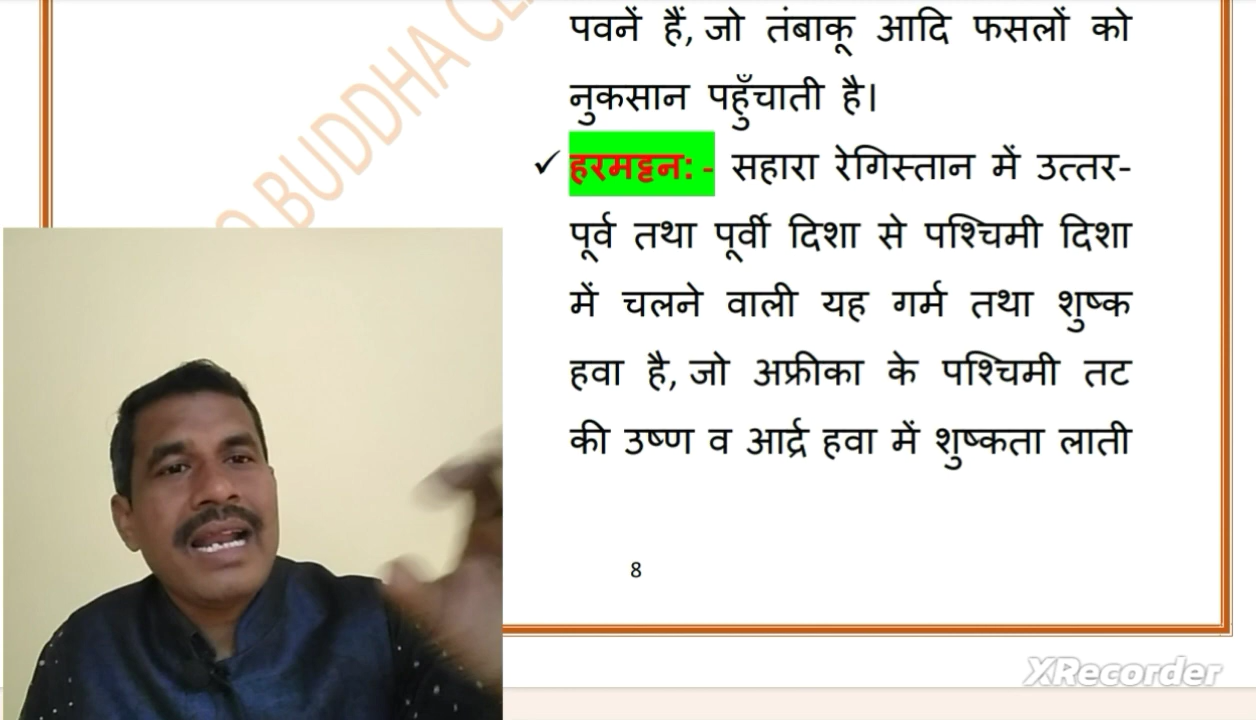 पवनें हैं, जो तंबाकू आदि फसलों को
नुकसान पहुँचाती है।
✓ हरमट्टन: - सहारा रेगिस्तान में उत्तर-
पूर्व तथा पूर्वी दिशा से पश्चिमी दिशा
में चलने वाली यह गर्म तथा शुष्क
हवा है, जो अफ्रीका के पश्चिमी तट
की उष्ण व आर्द्र हवा में शुष्कता लाती
8
BUDDHA
XRecorder